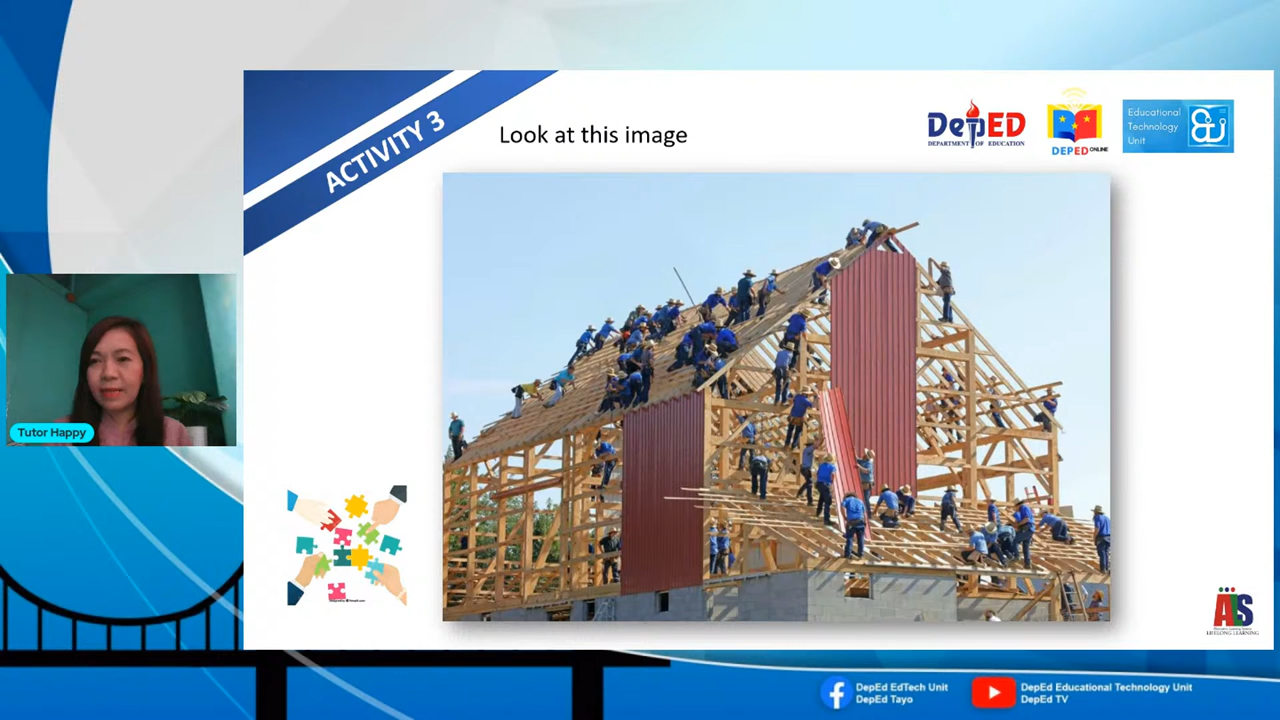 ACTIVITY 3
Look at this image
DepED
DEPARTMENT OF EDUCATION
DEPED ONLINE
Educational
Technology
Unit
Tutor Happy
ALS
LIFELONG LEARNING
DepEd EdTech Unit
DepEd Tayo
DepEd Educational Technology Unit
DepEd TV